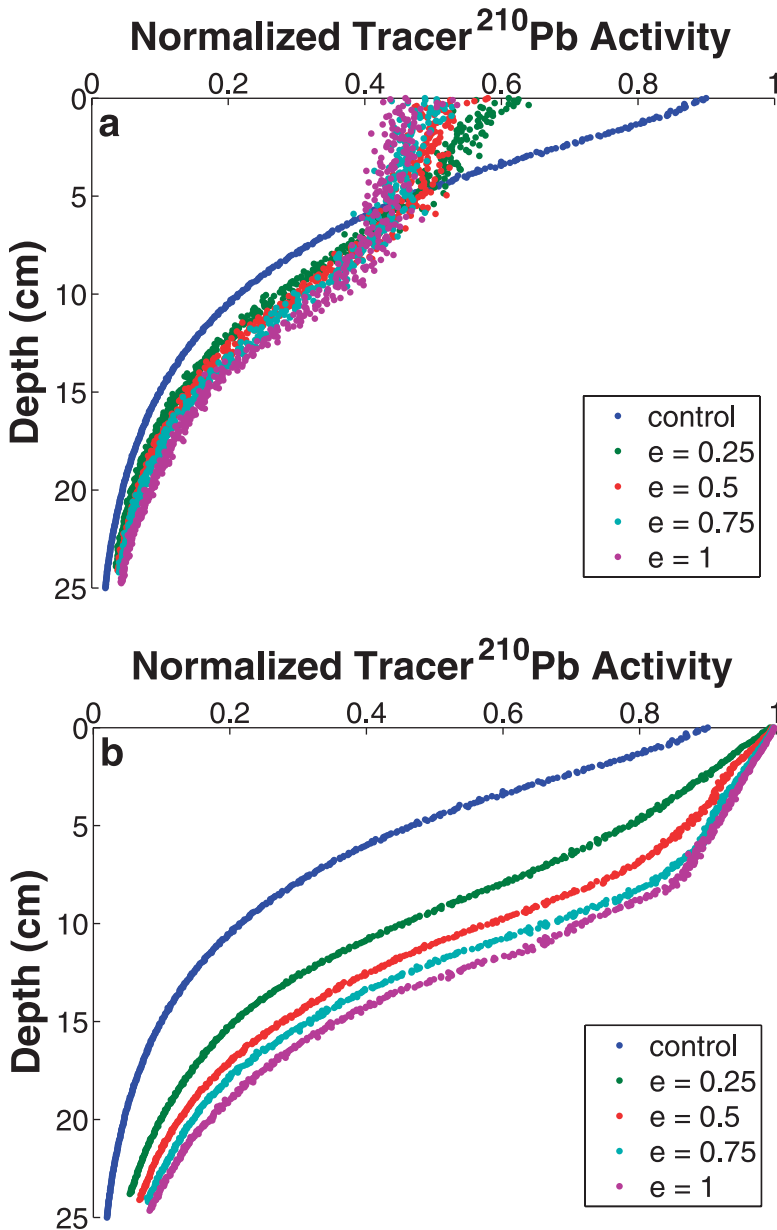 Normalized Tracer ²¹⁰Pb Activity
0 0.2 0.4 0.6 0.8 1
a
0
5
10
15
20
25
Depth (cm)
control
e = 0.25
e = 0.5
e = 0.75
e = 1
Normalized Tracer ²¹⁰Pb Activity
0 0.2 0.4 0.6 0.8 1
b
0
5
10
15
20
25
Depth (cm)
control
e = 0.25
e = 0.5
e = 0.75
e = 1